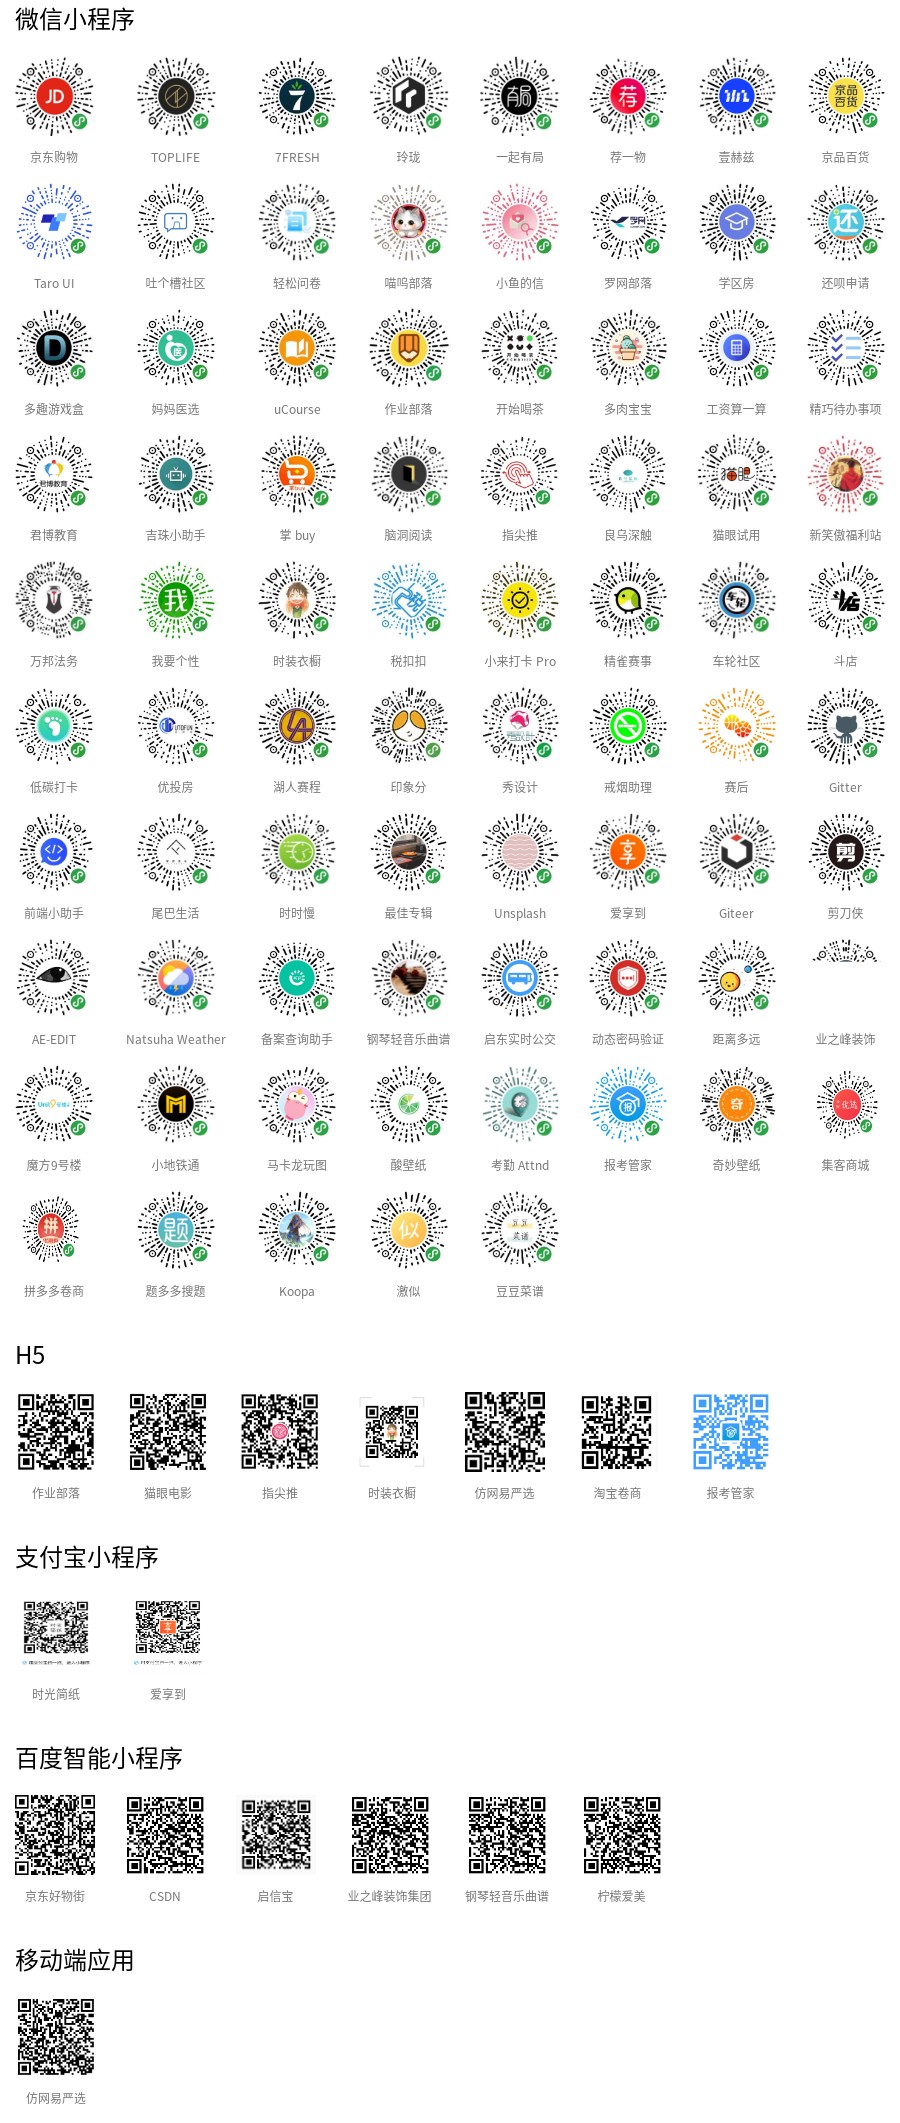 微信小程序
京东购物 TOPLIFE 7FRESH 玲珑 一起有局 荐一物 壹赫兹 京品百货
Taro UI 吐个槽社区 轻松问卷 喵呜部落 小鱼的信 罗网部落 学区房 还呗申请
多趣游戏盒 妈妈医选 uCourse 作业部落 开始喝茶 多肉宝宝 工资算一算 精巧待办事项
君博教育 吉珠小助手 掌 buy 脑洞阅读 指尖推 良乌深触 猫眼试用 新笑傲福利站
万邦法务 我要个性 时装衣橱 税扣扣 小来打卡 Pro 精雀赛事 车轮社区 斗店
低碳打卡 优投房 湖人赛程 印象分 秀设计 戒烟助理 赛后 Gitter
前端小助手 尾巴生活 时时慢 最佳专辑 Unsplash 爱享到 Giteer 剪刀侠
AE-EDIT Natsuha Weather 备案查询助手 钢琴轻音乐曲谱 启东实时公交 动态密码验证 距离多远 业之峰装饰
魔方9号楼 小地铁通 马卡龙玩图 酸壁纸 考勤 Attnd 报考管家 奇妙壁纸 集客商城
拼多多卷商 题多多搜题 Koopa 激似 豆豆菜谱
H5
作业部落 猫眼电影 指尖推 时装衣橱 仿网易严选 淘宝卷商 报考管家
支付宝小程序
时光简纸 爱享到
百度智能小程序
京东好物街 CSDN 启信宝 业之峰装饰集团 钢琴轻音乐曲谱 柠檬爱美
移动端应用
仿网易严选